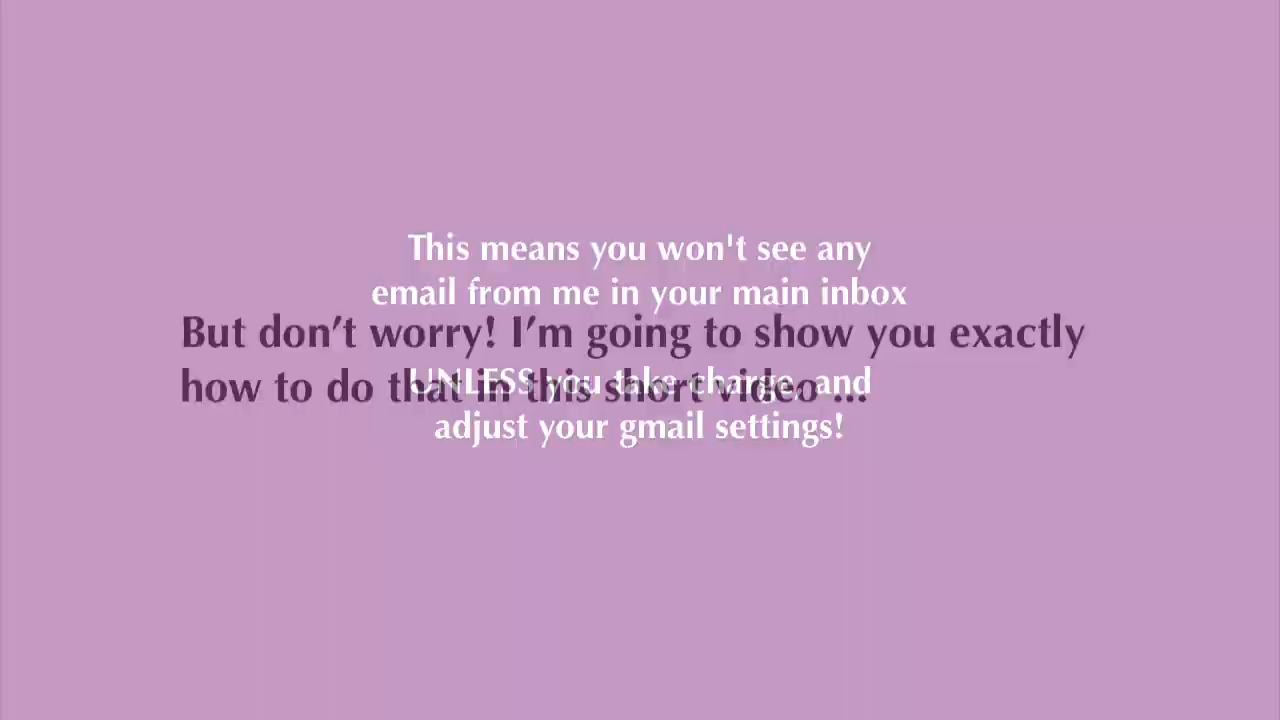 This means you won't see any
email from me in your main inbox
But don’t worry! I’m going to show you exactly
how to do that in this short video ...
UNLESS you take charge, and
adjust your gmail settings!